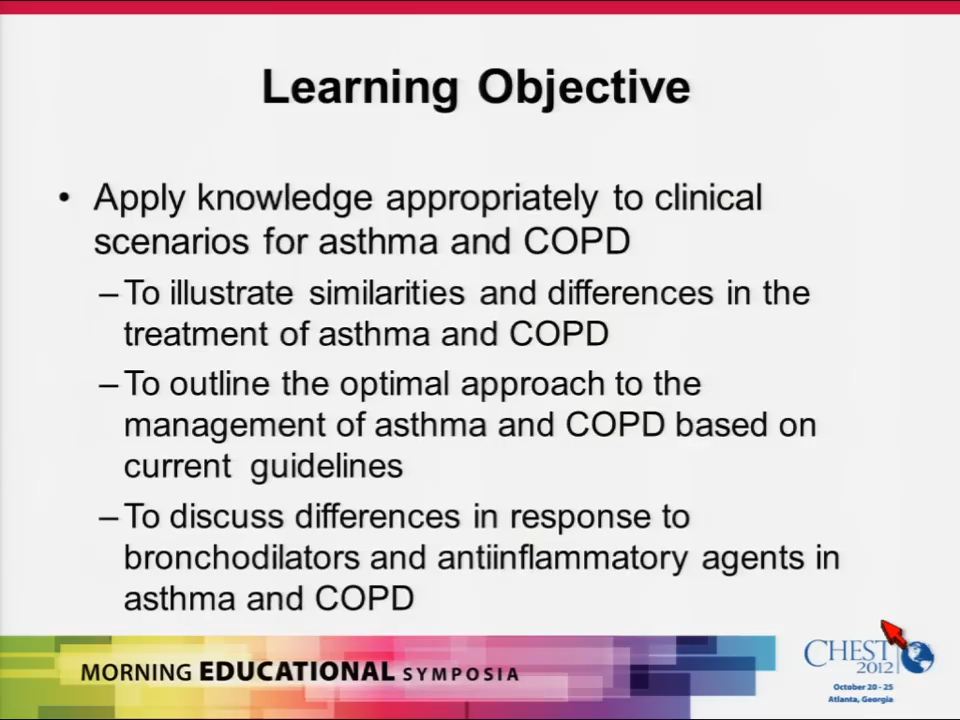 Learning Objective
• Apply knowledge appropriately to clinical
scenarios for asthma and COPD
– To illustrate similarities and differences in the
treatment of asthma and COPD
– To outline the optimal approach to the
management of asthma and COPD based on
current guidelines
– To discuss differences in response to
bronchodilators and antiinflammatory agents in
asthma and COPD
MORNING EDUCATIONAL SYMPOSIA
CHEST
2012
October 20 - 25
Atlanta, Georgia